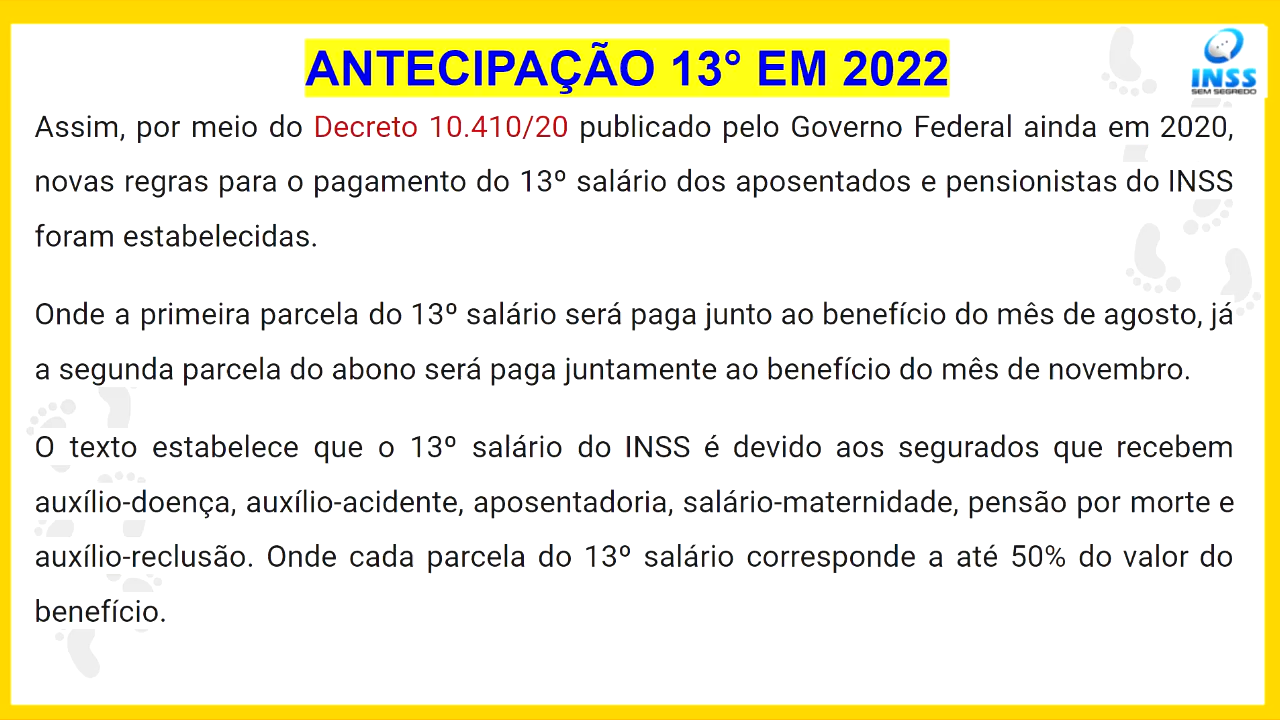 ANTECIPAÇÃO 13° EM 2022
INSS
SEM SEGREDO
Assim, por meio do Decreto 10.410/20 publicado pelo Governo Federal ainda em 2020,
novas regras para o pagamento do 13º salário dos aposentados e pensionistas do INSS
foram estabelecidas.
Onde a primeira parcela do 13º salário será paga junto ao benefício do mês de agosto, já
a segunda parcela do abono será paga juntamente ao benefício do mês de novembro.
O texto estabelece que o 13º salário do INSS é devido aos segurados que recebem
auxílio-doença, auxílio-acidente, aposentadoria, salário-maternidade, pensão por morte e
auxílio-reclusão. Onde cada parcela do 13º salário corresponde a até 50% do valor do
benefício.